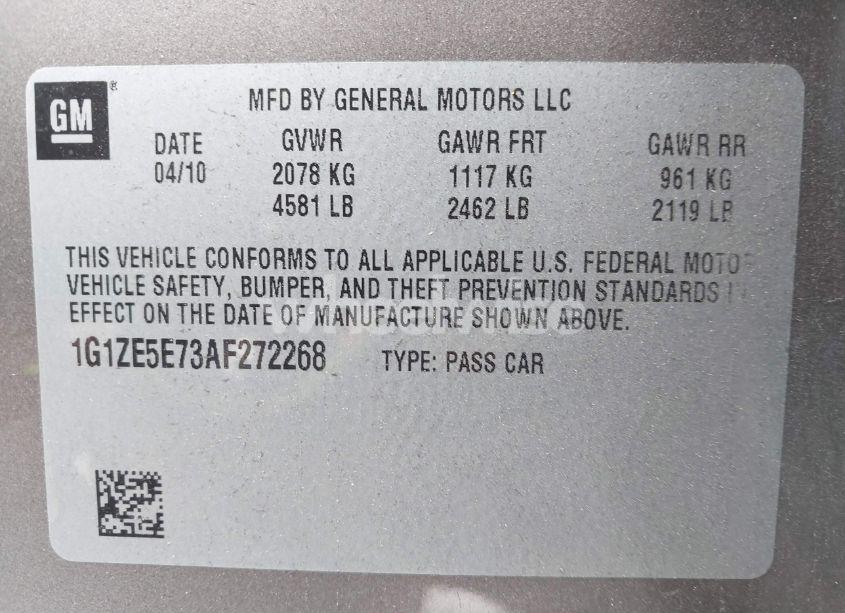 GM ®
MFD BY GENERAL MOTORS LLC
DATE GVWR GAWR FRT GAWR RR
04/10 2078 KG 1117 KG 961 KG
4581 LB 2462 LB 2119 LB
THIS VEHICLE CONFORMS TO ALL APPLICABLE U.S. FEDERAL MOTOR
VEHICLE SAFETY, BUMPER, AND THEFT PREVENTION STANDARDS IN
EFFECT ON THE DATE OF MANUFACTURE SHOWN ABOVE.
1G1ZE5E73AF272268 TYPE: PASS CAR